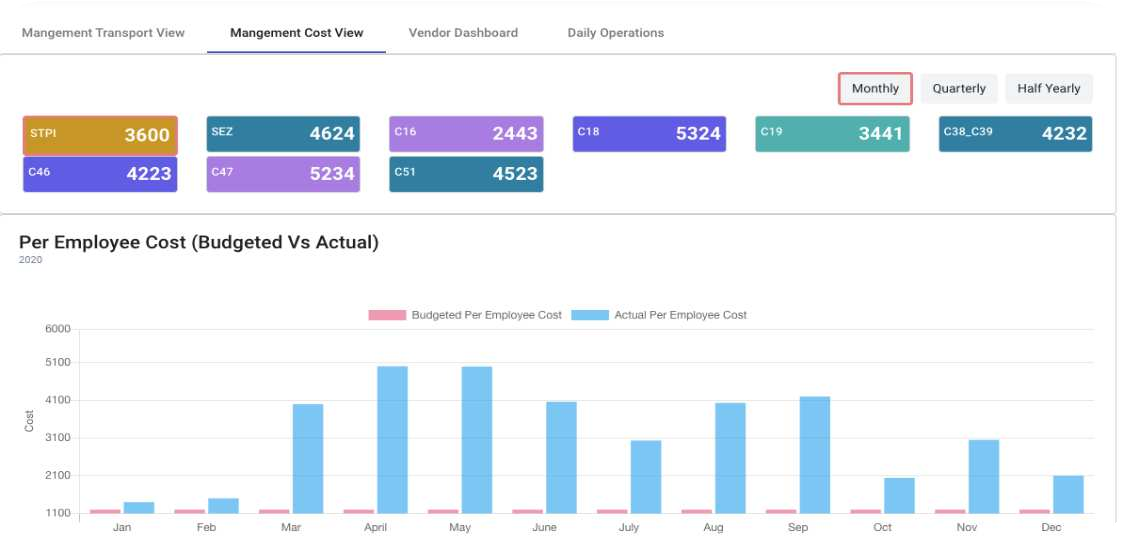 Mangement Transport View Mangement Cost View Vendor Dashboard Daily Operations
Monthly Quarterly Half Yearly
STPI 3600 SEZ 4624 C16 2443 C18 5324 C19 3441 C38_C39 4232
C46 4223 C47 5234 C51 4523
Per Employee Cost (Budgeted Vs Actual)
2020
Budgeted Per Employee Cost Actual Per Employee Cost
6000
5100
4100
Cost
3100
2100
1100
Jan Feb Mar April May June July Aug Sep Oct Nov Dec